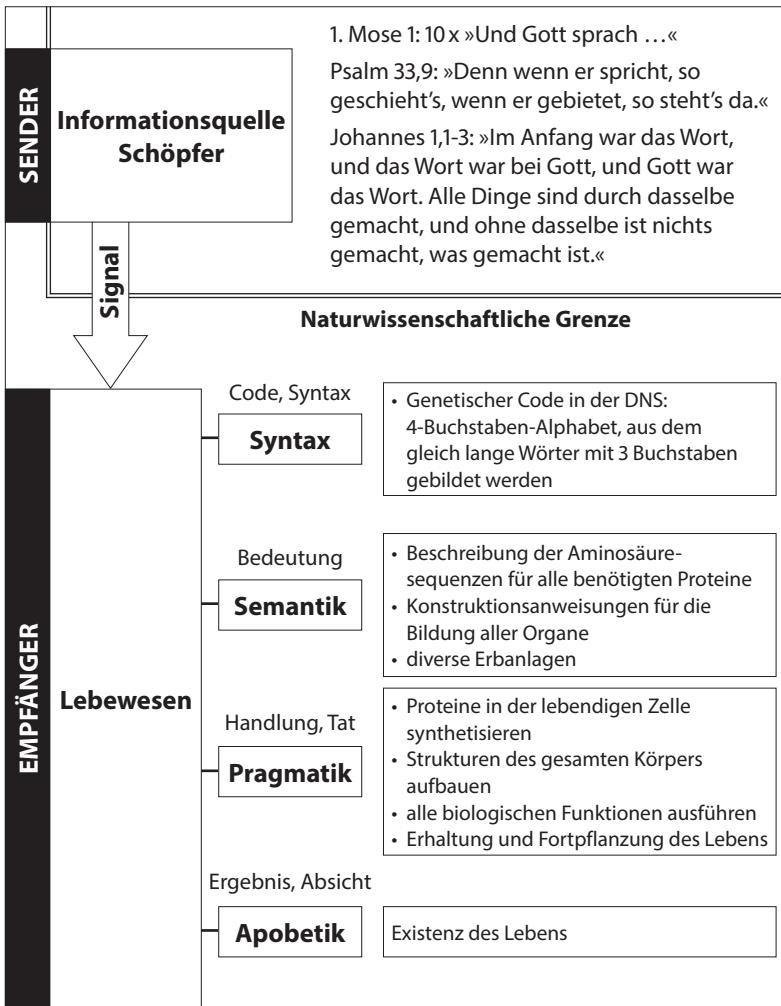 SENDER
Informationsquelle
Schöpfer
1. Mose 1: 10 x »Und Gott sprach …«
Psalm 33,9: »Denn wenn er spricht, so
geschieht’s, wenn er gebietet, so steht’s da.«
Johannes 1,1-3: »Im Anfang war das Wort,
und das Wort war bei Gott, und Gott war
das Wort. Alle Dinge sind durch dasselbe
gemacht, und ohne dasselbe ist nichts
gemacht, was gemacht ist.«
Signal
Naturwissenschaftliche Grenze
EMPFÄNGER
Lebewesen
Code, Syntax
Syntax
• Genetischer Code in der DNS:
4-Buchstaben-Alphabet, aus dem
gleich lange Wörter mit 3 Buchstaben
gebildet werden
Bedeutung
Semantik
• Beschreibung der Aminosäure-
sequenzen für alle benötigten Proteine
• Konstruktionsanweisungen für die
Bildung aller Organe
• diverse Erbanlagen
Handlung, Tat
Pragmatik
• Proteine in der lebendigen Zelle
synthetisieren
• Strukturen des gesamten Körpers
aufbauen
• alle biologischen Funktionen ausführen
• Erhaltung und Fortpflanzung des Lebens
Ergebnis, Absicht
Apobetik
Existenz des Lebens